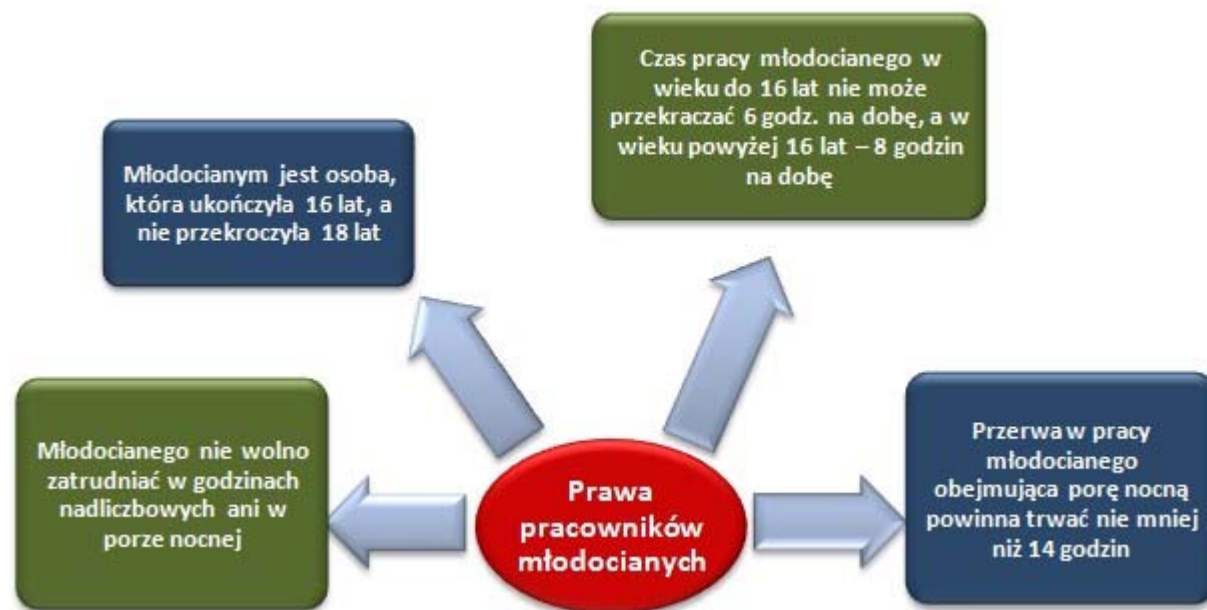 Czas pracy młodocianego w
wieku do 16 lat nie może
przekraczać 6 godz. na dobę, a w
wieku powyżej 16 lat – 8 godzin
na dobę
Młodocianym jest osoba,
która ukończyła 16 lat, a
nie przekroczyła 18 lat
Młodocianego nie wolno
zatrudniać w godzinach
nadliczbowych ani w
porze nocnej
Prawa
pracowników
młodocianych
Przerwa w pracy
młodocianego
obejmująca porę nocną
powinna trwać nie mniej
niż 14 godzin